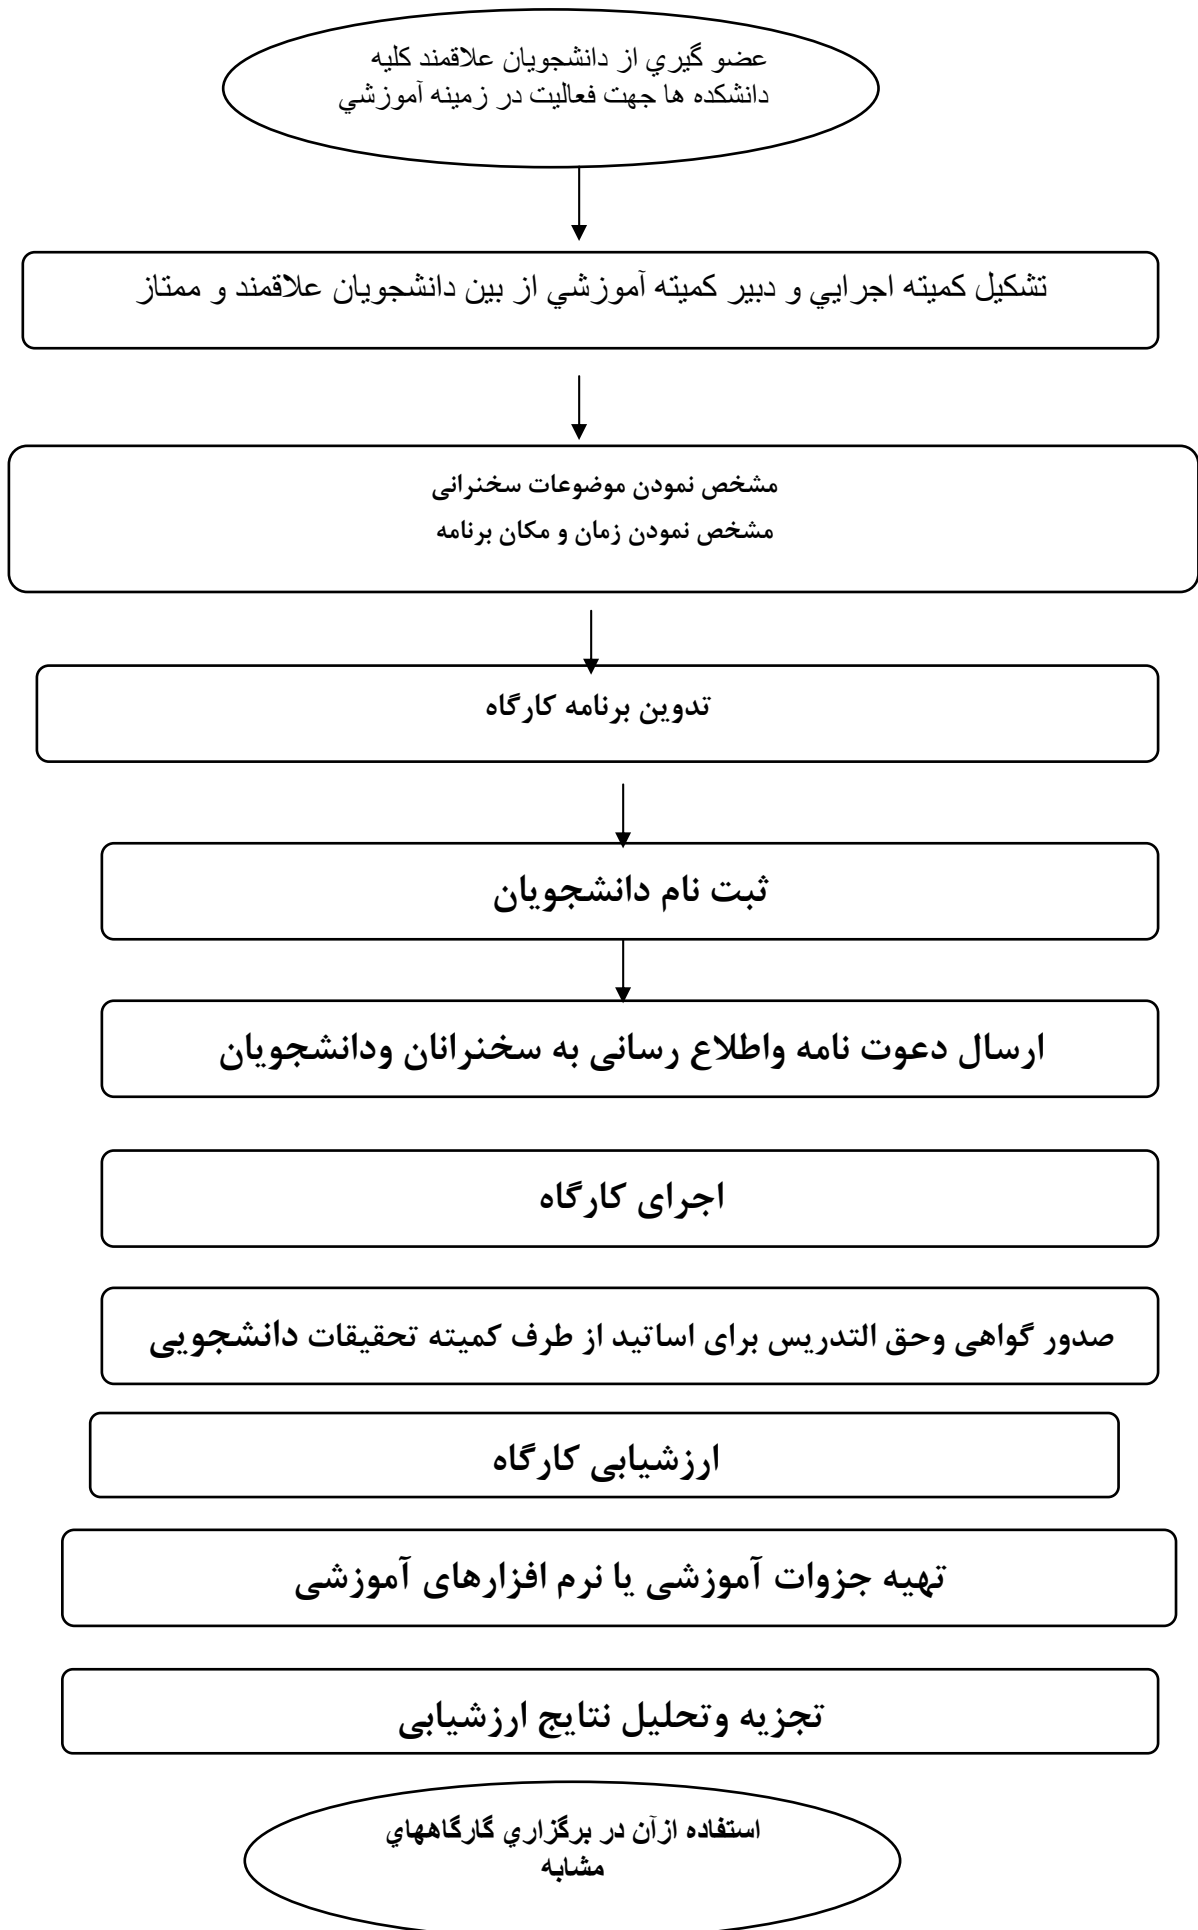 عضو گيري از دانشجويان علاقمند كليه
دانشكده ها جهت فعاليت در زمينه آموزشي
تشكيل كميته اجرايي و دبير كميته آموزشي از بين دانشجويان علاقمند و ممتاز
مشخص نمودن موضوعات سخنرانی
مشخص نمودن زمان و مکان برنامه
تدوین برنامه کارگاه
ثبت نام دانشجویان
ارسال دعوت نامه واطلاع رسانی به سخنرانان ودانشجویان
اجرای کارگاه
صدور گواهی وحق التدریس برای اساتید از طرف کمیته تحقیقات دانشجویی
ارزشیابی کارگاه
تهیه جزوات آموزشی یا نرم افزارهای آموزشی
تجزیه وتحلیل نتایج ارزشیابی
استفاده ازآن در برگزاري گارگاههاي
مشابه